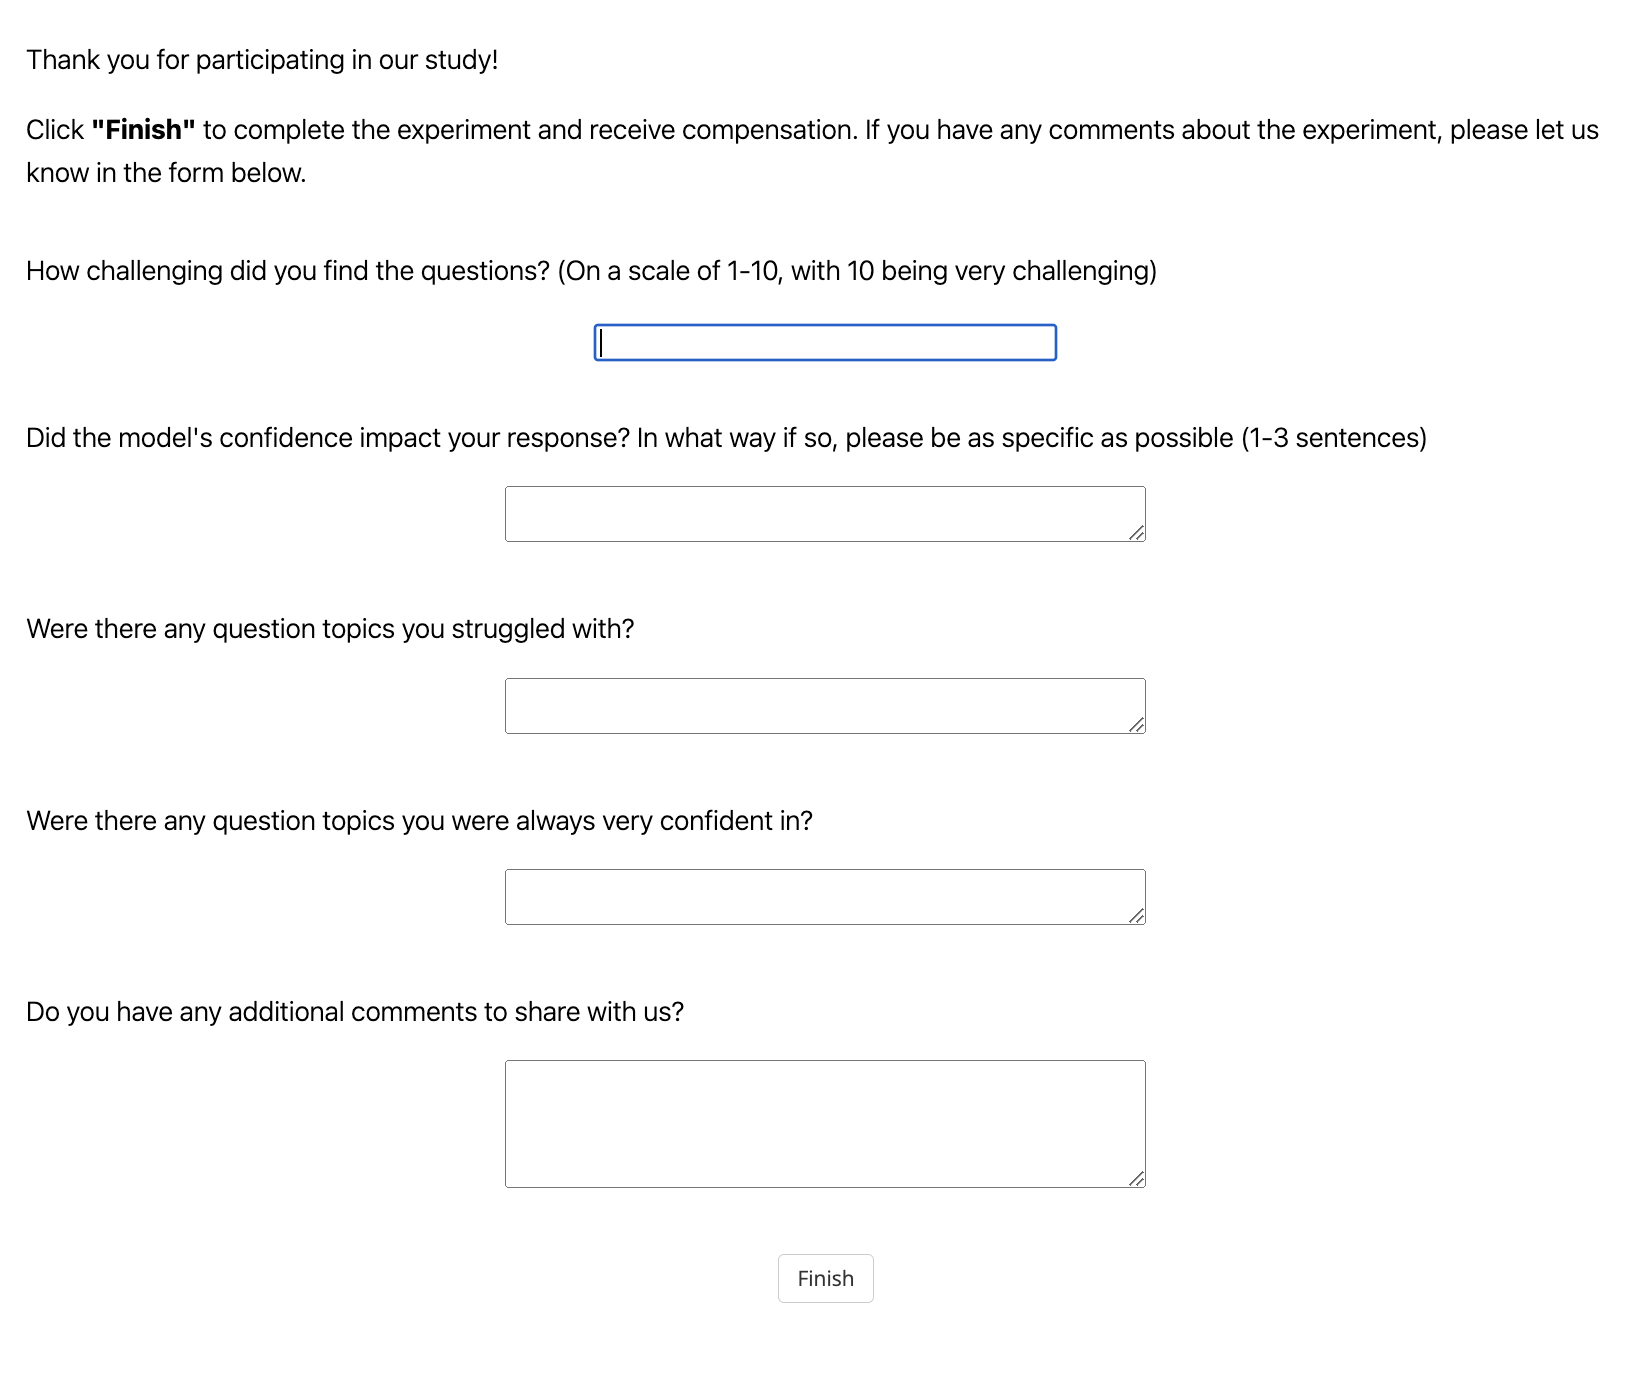 Thank you for participating in our study!
Click "Finish" to complete the experiment and receive compensation. If you have any comments about the experiment, please let us
know in the form below.
How challenging did you find the questions? (On a scale of 1-10, with 10 being very challenging)
Did the model's confidence impact your response? In what way if so, please be as specific as possible (1-3 sentences)
Were there any question topics you struggled with?
Were there any question topics you were always very confident in?
Do you have any additional comments to share with us?
Finish